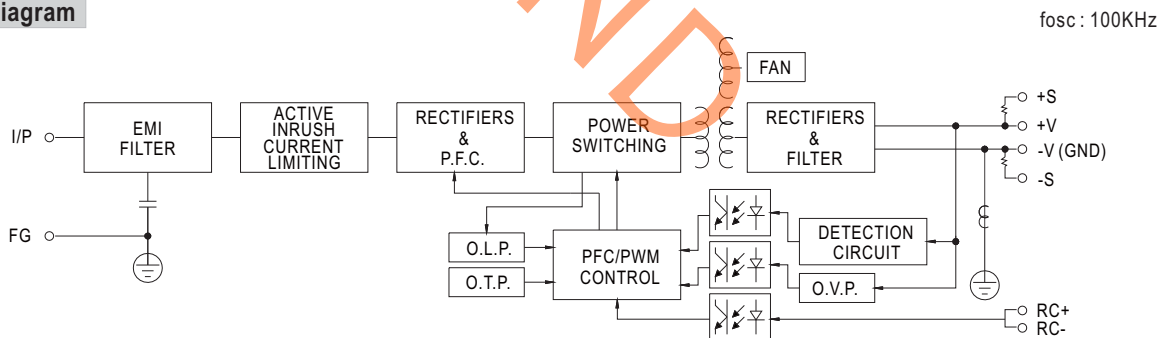 iagram
fosc : 100KHz
ND
FAN
I/P
EMI
FILTER
ACTIVE
INRUSH
CURRENT
LIMITING
RECTIFIERS
&
P.F.C.
POWER
SWITCHING
RECTIFIERS
&
FILTER
+S
+V
-V (GND)
-S
FG
O.L.P.
O.T.P.
PFC/PWM
CONTROL
DETECTION
CIRCUIT
O.V.P.
RC+
RC-